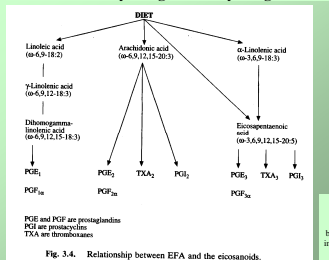 DIET
Linoleic acid
(ω-6,9-18:2)
Arachidonic acid
(ω-6,9,12,15-20:3)
α-Linolenic acid
(ω-3,6,9-18:3)
γ-Linolenic acid
(ω-6,9,12-18:3)
Dihomogamma-
linolenic acid
(ω-6,9,12,15-18:3)
Eicosapentaenoic
acid
(ω-3,6,9,12,15-20:5)
PGE1 PGE2 TXA2 PGI2 PGE3 TXA3 PGI3
PGF1α PGF2α PGF3α
PGE and PGF are prostaglandins
PGI are prostacyclins
TXA are thromboxanes
Fig. 3.4. Relationship between EFA and the eicosanoids.